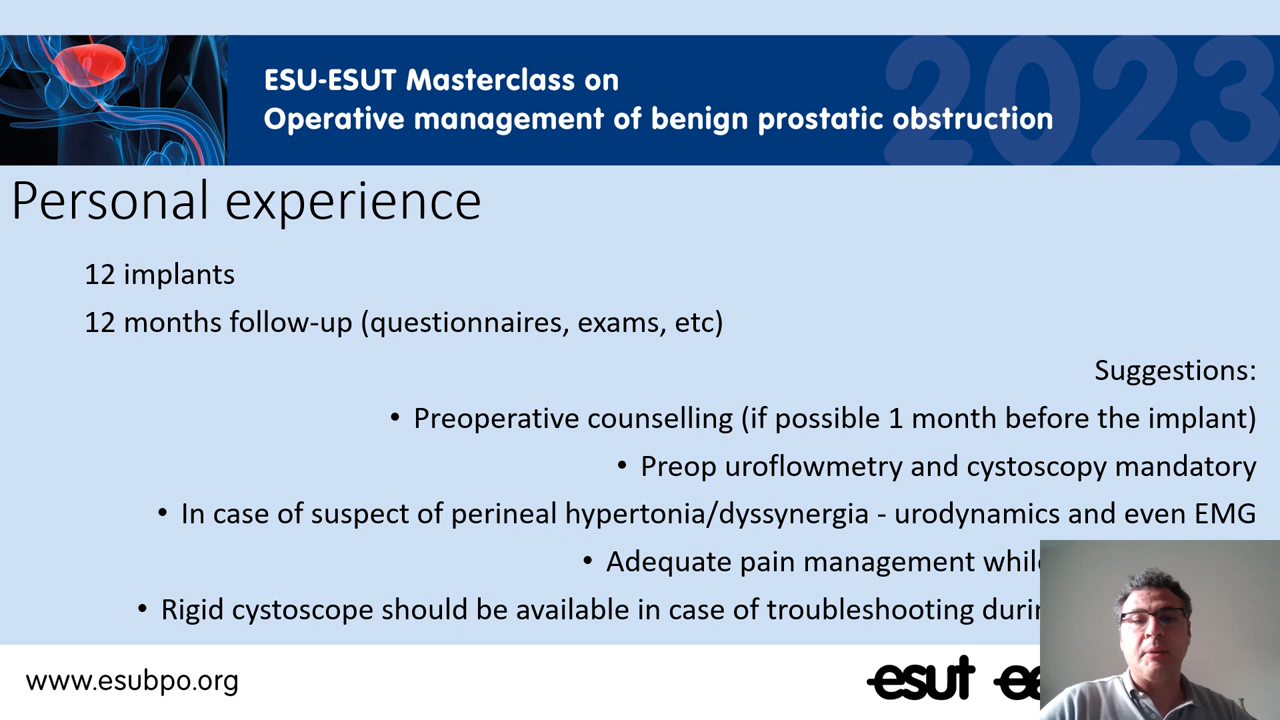 2023
ESU-ESUT Masterclass on
Operative management of benign prostatic obstruction
Personal experience
12 implants
12 months follow-up (questionnaires, exams, etc)
Suggestions:
• Preoperative counselling (if possible 1 month before the implant)
• Preop uroflowmetry and cystoscopy mandatory
• In case of suspect of perineal hypertonia/dyssynergia - urodynamics and even EMG
• Adequate pain management
• Rigid cystoscope should be available in case of troubleshooting
www.esubpo.org
esut